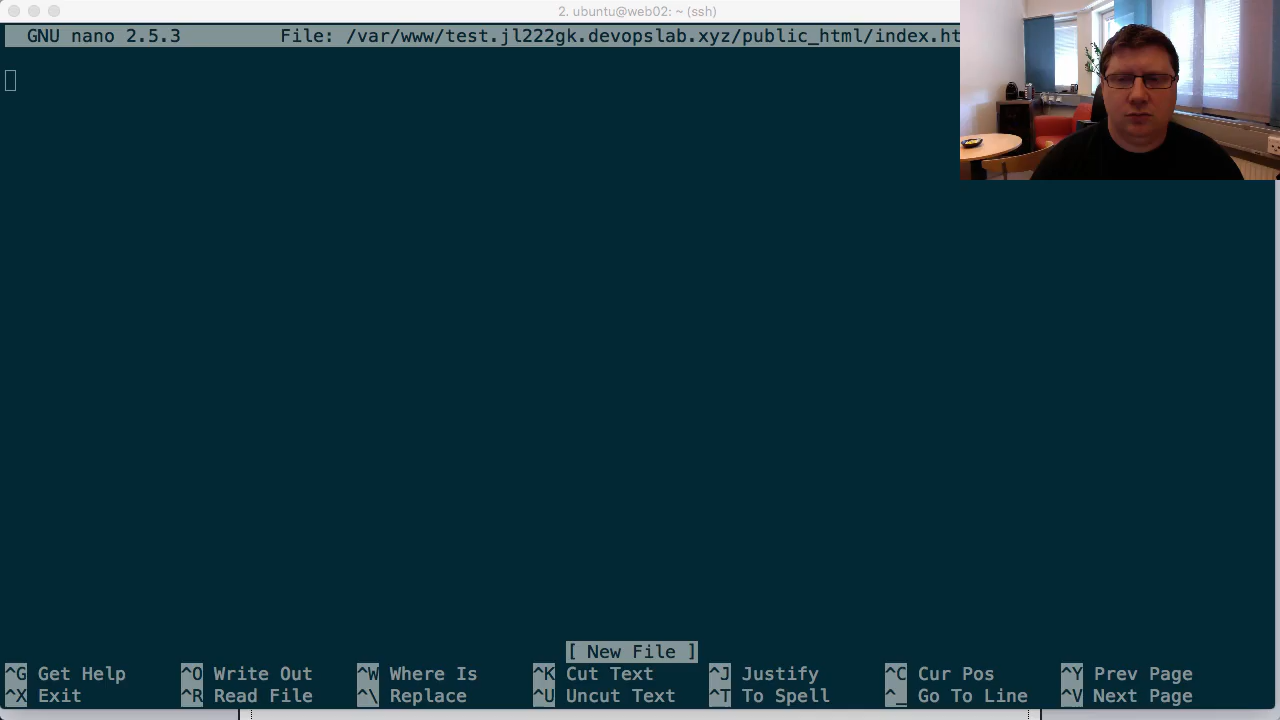 2. ubuntu@web02: ~ (ssh)
GNU nano 2.5.3 File: /var/www/test.jl222gk.devopslab.xyz/public_html/index.ht
[ New File ]
^G Get Help ^O Write Out ^W Where Is ^K Cut Text ^J Justify ^C Cur Pos ^Y Prev Page
^X Exit ^R Read File ^\ Replace ^U Uncut Text ^T To Spell ^_ Go To Line ^V Next Page